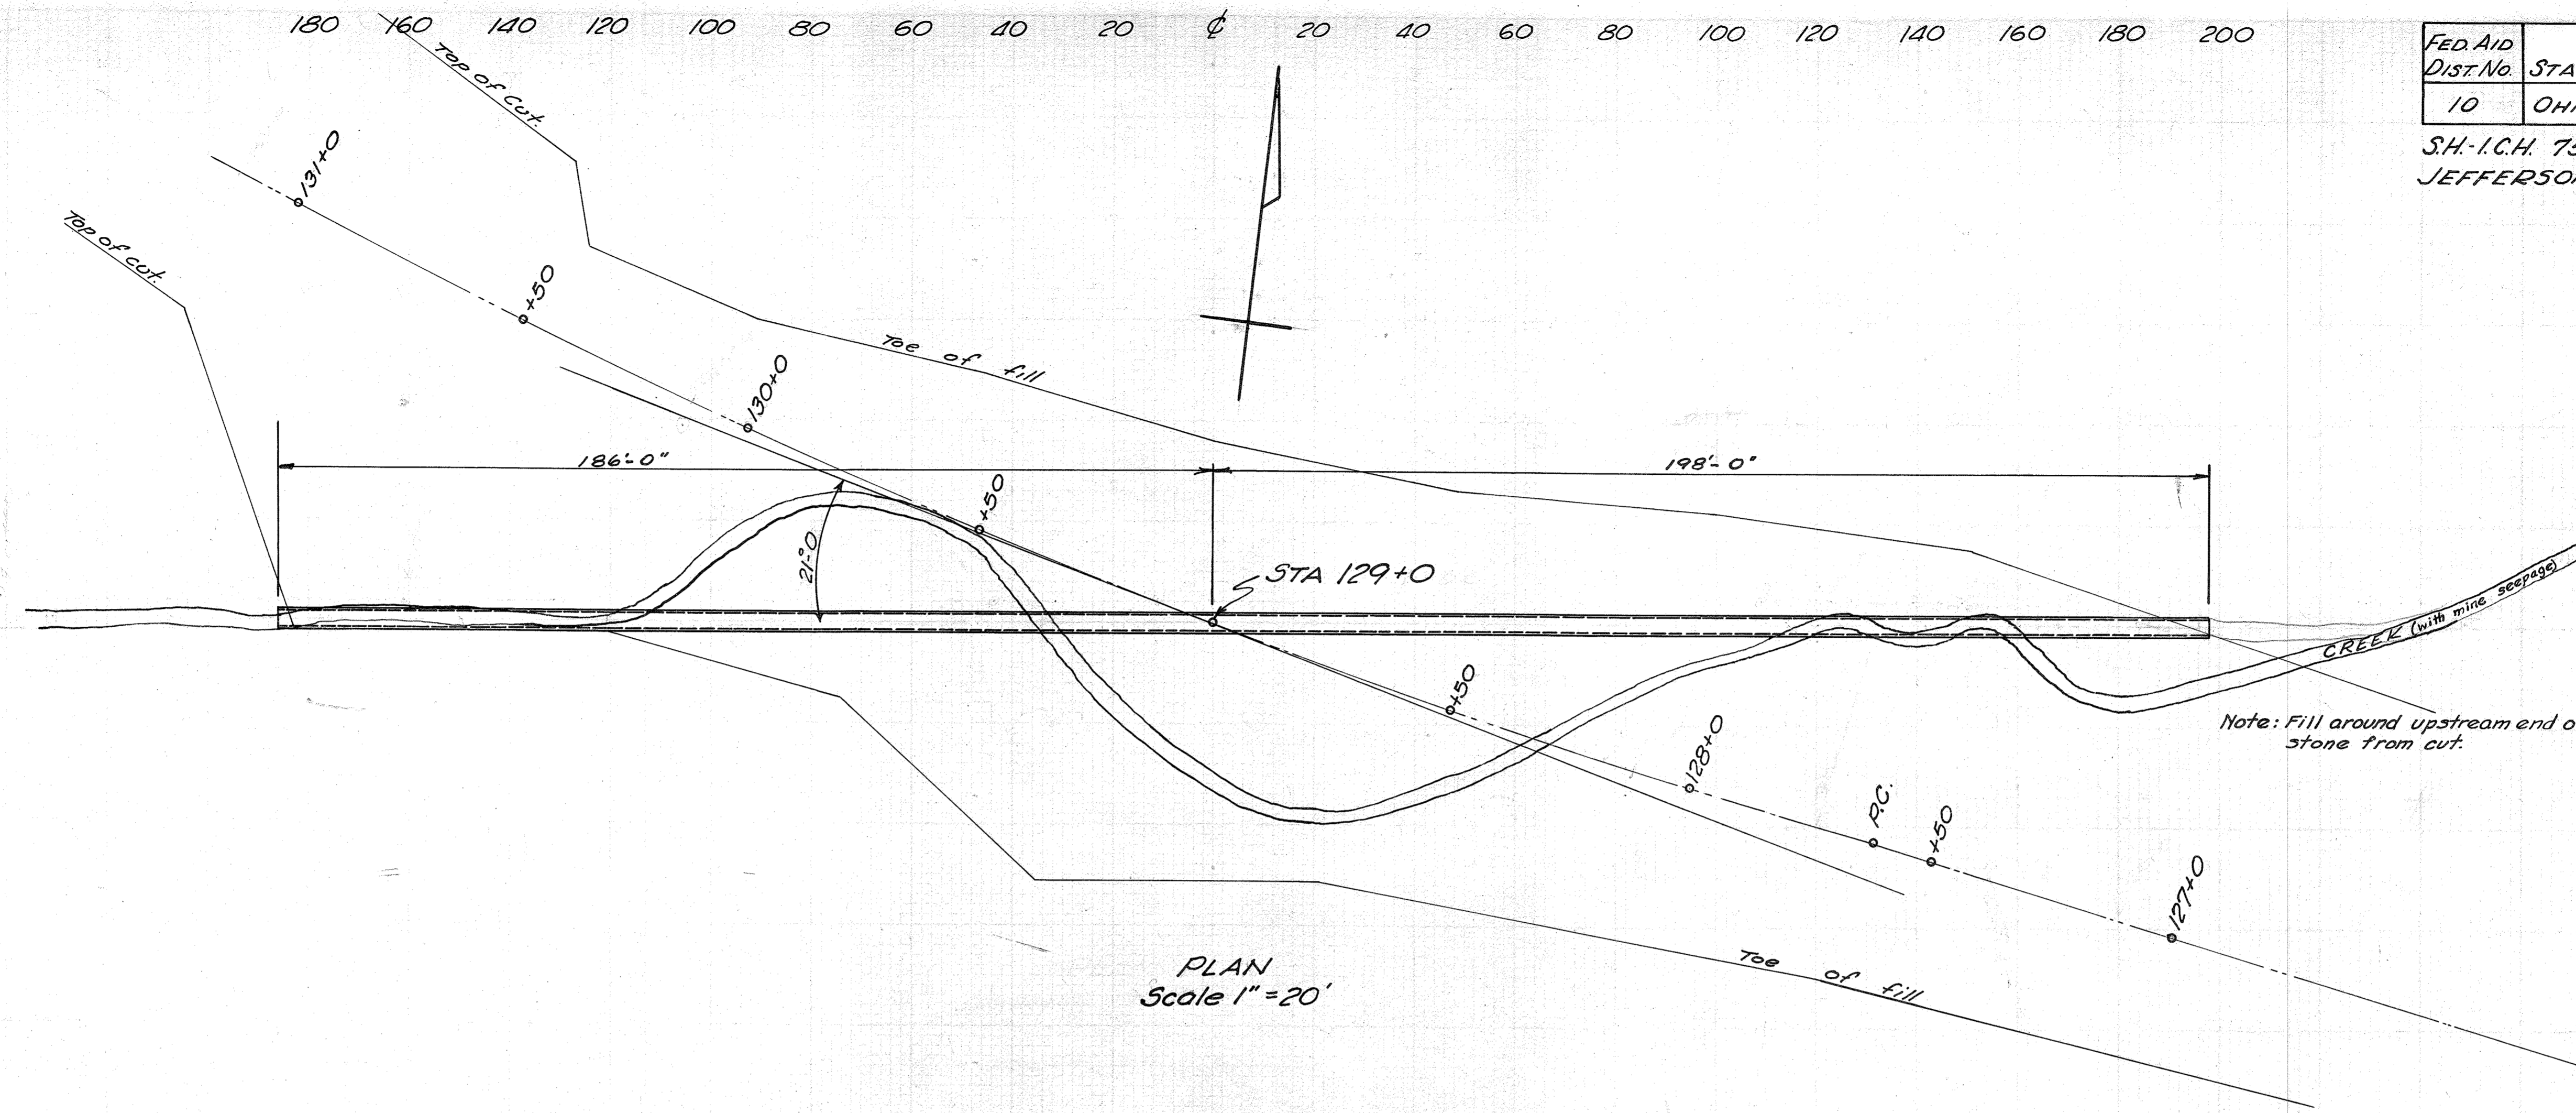 180 160 140 120 100 80 60 40 20 ℄ 20 40 60 80 100 120 140 160 180 200
FED. AID
DIST. NO. STA
10 OHI
S.H.-I.C.H. 75
JEFFERSON
Top of Cut.
131+0
Top of cut.
+50
130+0
Toe of fill
186'-0"
198'-0"
+50
21°-0
STA 129+0
CREEK (with mine seepage)
+50
Note: Fill around upstream end o
stone from cut.
128+0
P.C.
+50
127+0
PLAN
Scale 1"=20'
Toe of fill